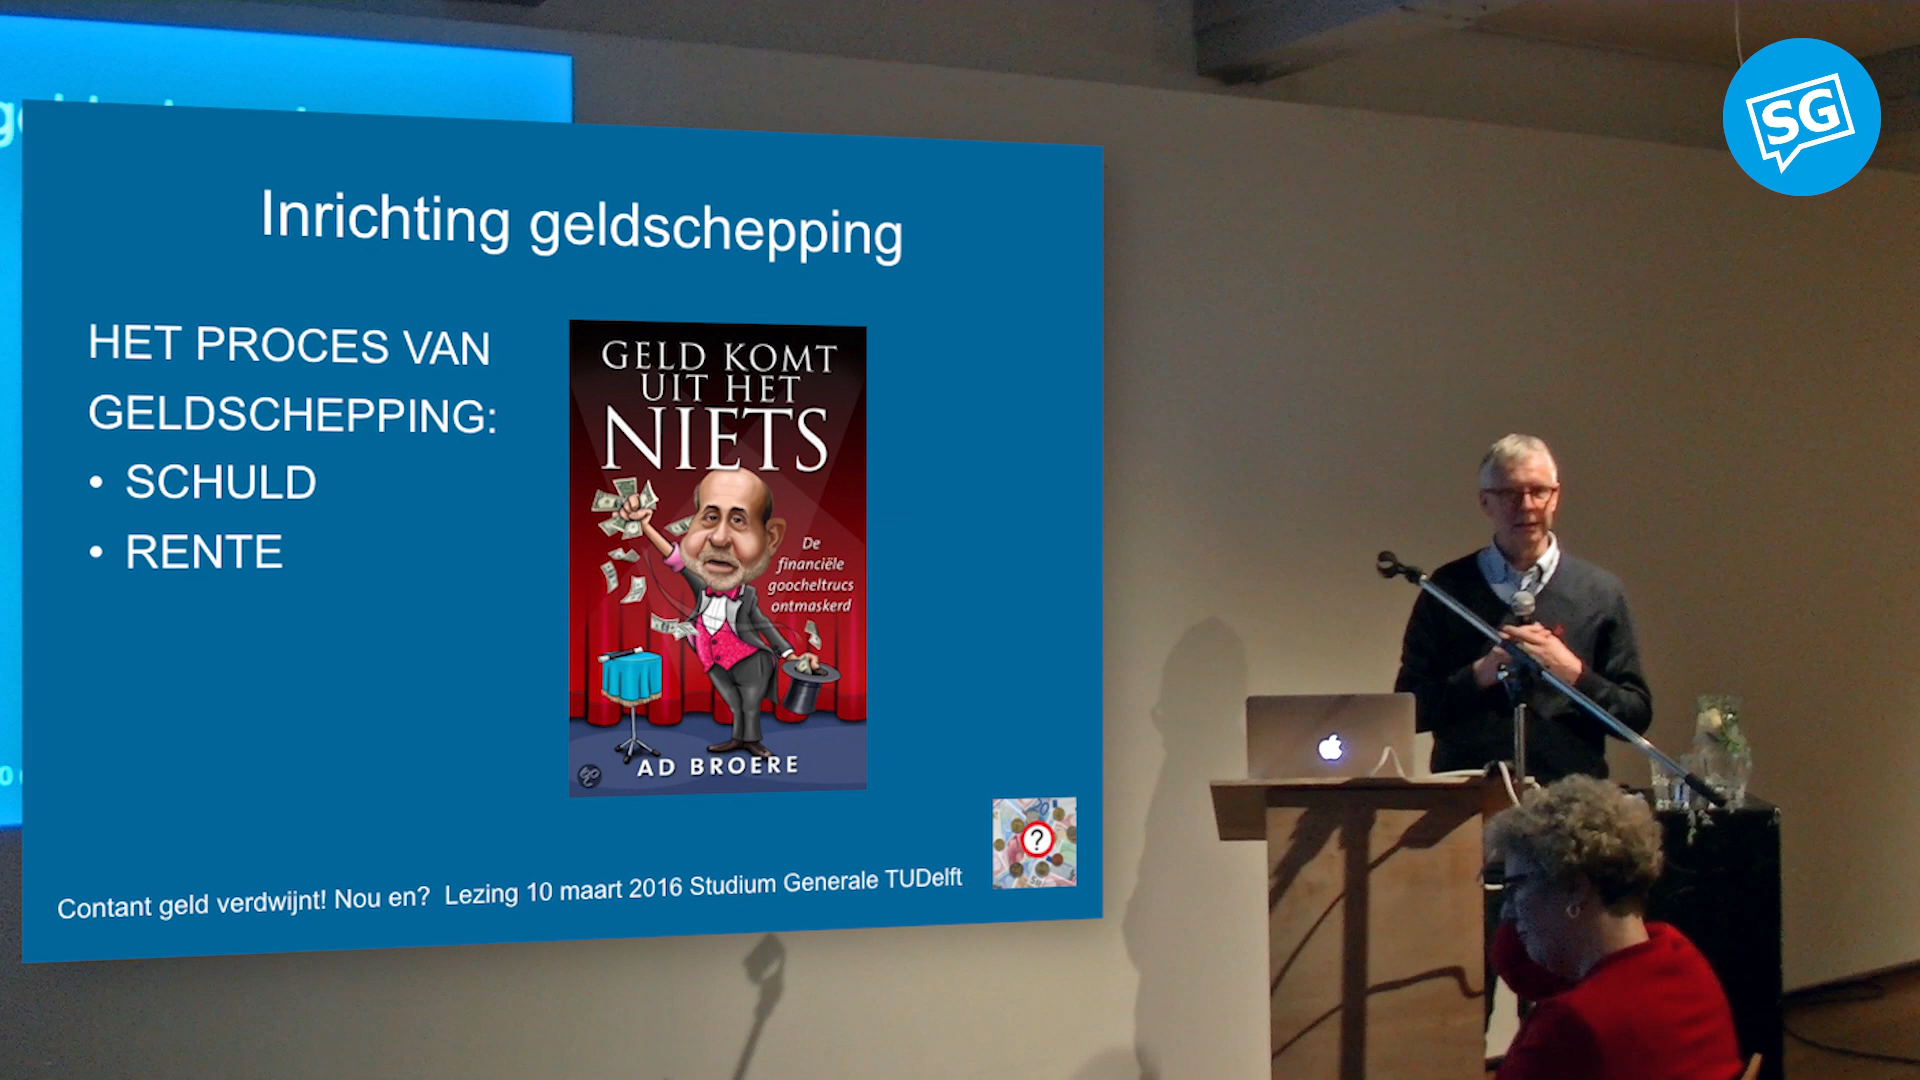 SG
Inrichting geldschepping
HET PROCES VAN
GELDSCHEPPING:
• SCHULD
• RENTE
GELD KOMT
UIT HET
NIETS
De
financiële
goocheltrucs
ontmaskerd
AD BROERE
?
Contant geld verdwijnt! Nou en? Lezing 10 maart 2016 Studium Generale TUDelft